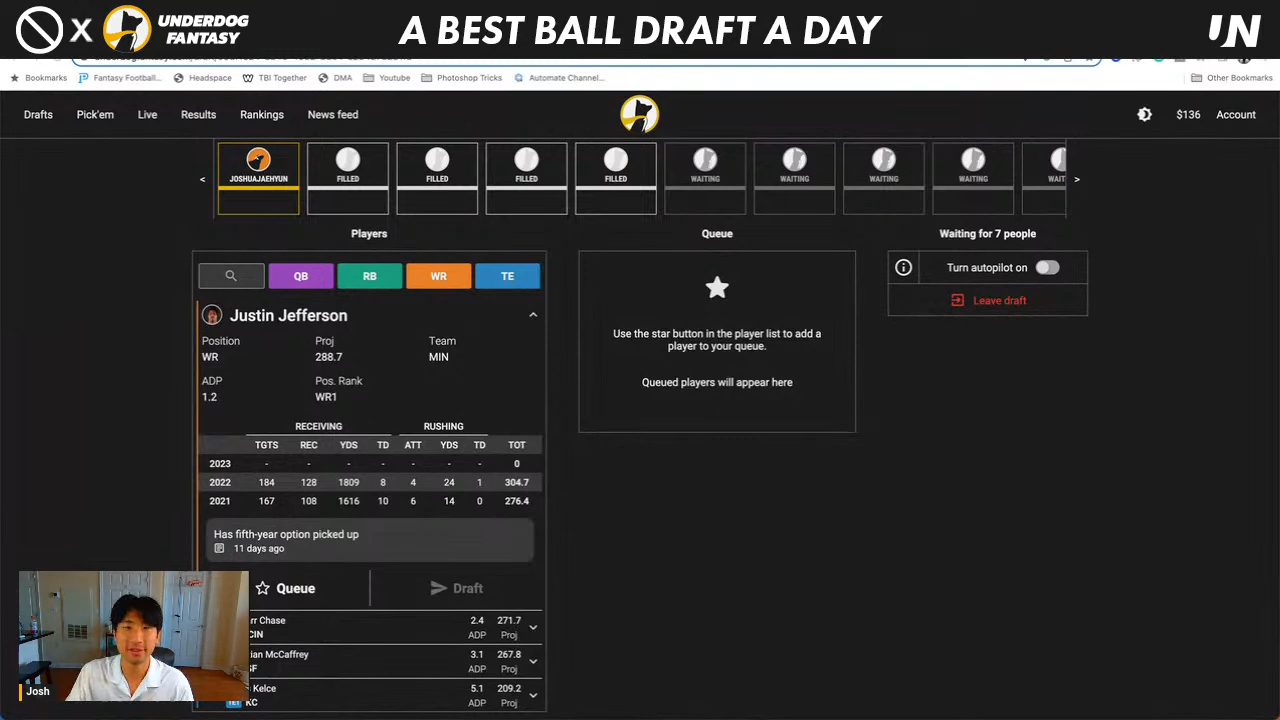 X UNDERDOG FANTASY
A BEST BALL DRAFT A DAY
UN
Bookmarks Fantasy Football... Headspace TBI Together DMA Youtube Photoshop Tricks Automate Channel... Other Bookmarks
Drafts Pick'em Live Results Rankings News feed $136 Account
< JOSHUAJAEHYUN FILLED FILLED FILLED FILLED WAITING WAITING WAITING WAITING WAIT >
Players
QB RB WR TE
Justin Jefferson
Position Proj Team
WR 288.7 MIN
ADP Pos. Rank
1.2 WR1
RECEIVING RUSHING
TGTS REC YDS TD ATT YDS TD TOT
2023 - - - - - - - 0
2022 184 128 1809 8 4 24 1 304.7
2021 167 108 1616 10 6 14 0 276.4
Has fifth-year option picked up
11 days ago
Queue Draft
rr Chase 2.4 271.7
CIN ADP Proj
ian McCaffrey 3.1 267.8
SF ADP Proj
Kelce 5.1 209.2
TE1 KC ADP Proj
Queue
Use the star button in the player list to add a
player to your queue.
Queued players will appear here
Waiting for 7 people
Turn autopilot on
Leave draft
Josh